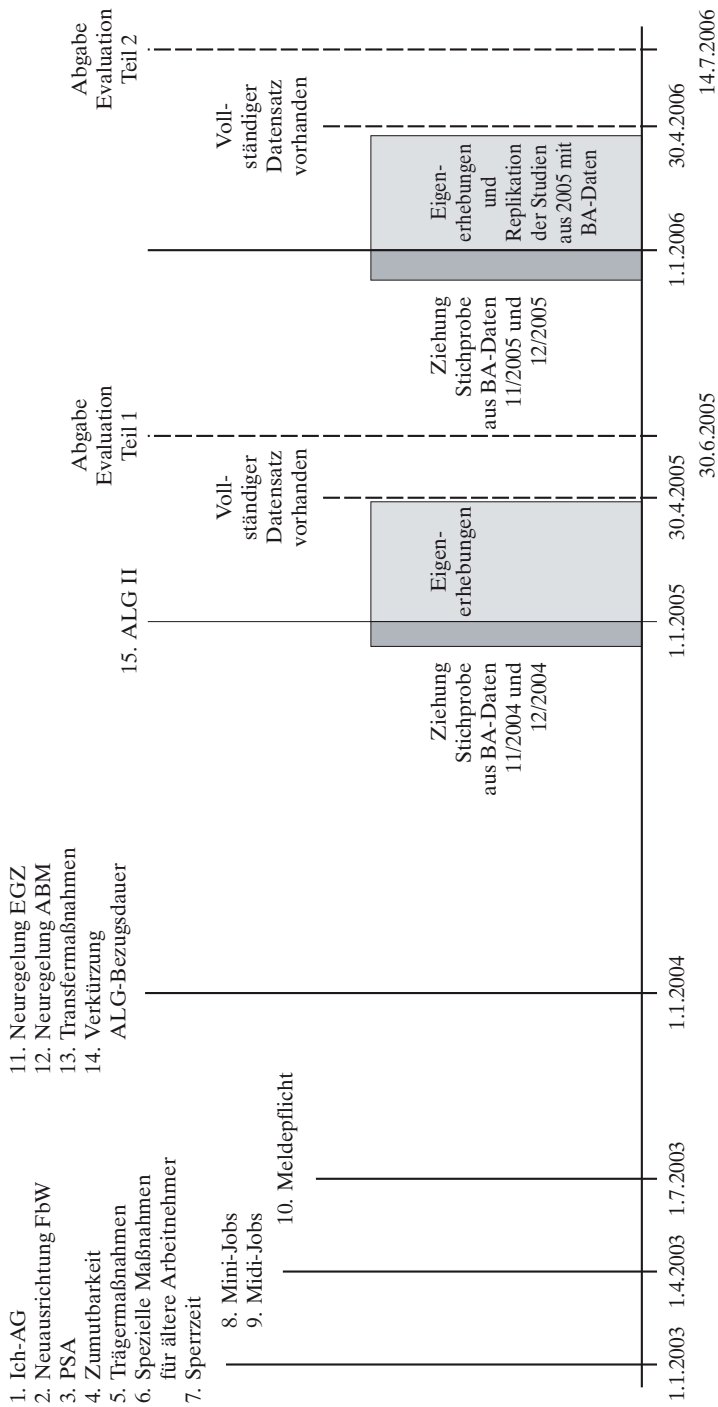 1. Ich-AG
2. Neuausrichtung FbW
3. PSA
4. Zumutbarkeit
5. Trägermaßnahmen
6. Spezielle Maßnahmen
für ältere Arbeitnehmer
7. Sperrzeit
8. Mini-Jobs
9. Midi-Jobs
10. Meldepflicht
11. Neuregelung EGZ
12. Neuregelung ABM
13. Transfermaßnahmen
14. Verkürzung
ALG-Bezugsdauer
15. ALG II
Ziehung
Stichprobe
aus BA-Daten
11/2004 und
12/2004
Eigen-
erhebungen
Voll-
ständiger
Datensatz
vorhanden
Abgabe
Evaluation
Teil 1
Ziehung
Stichprobe
aus BA-Daten
11/2005 und
12/2005
Eigen-
erhebungen
und
Replikation
der Studien
aus 2005 mit
BA-Daten
Voll-
ständiger
Datensatz
vorhanden
Abgabe
Evaluation
Teil 2
1.1.2003
1.4.2003
1.7.2003
1.1.2004
1.1.2005
30.4.2005
30.6.2005
1.1.2006
30.4.2006
14.7.2006